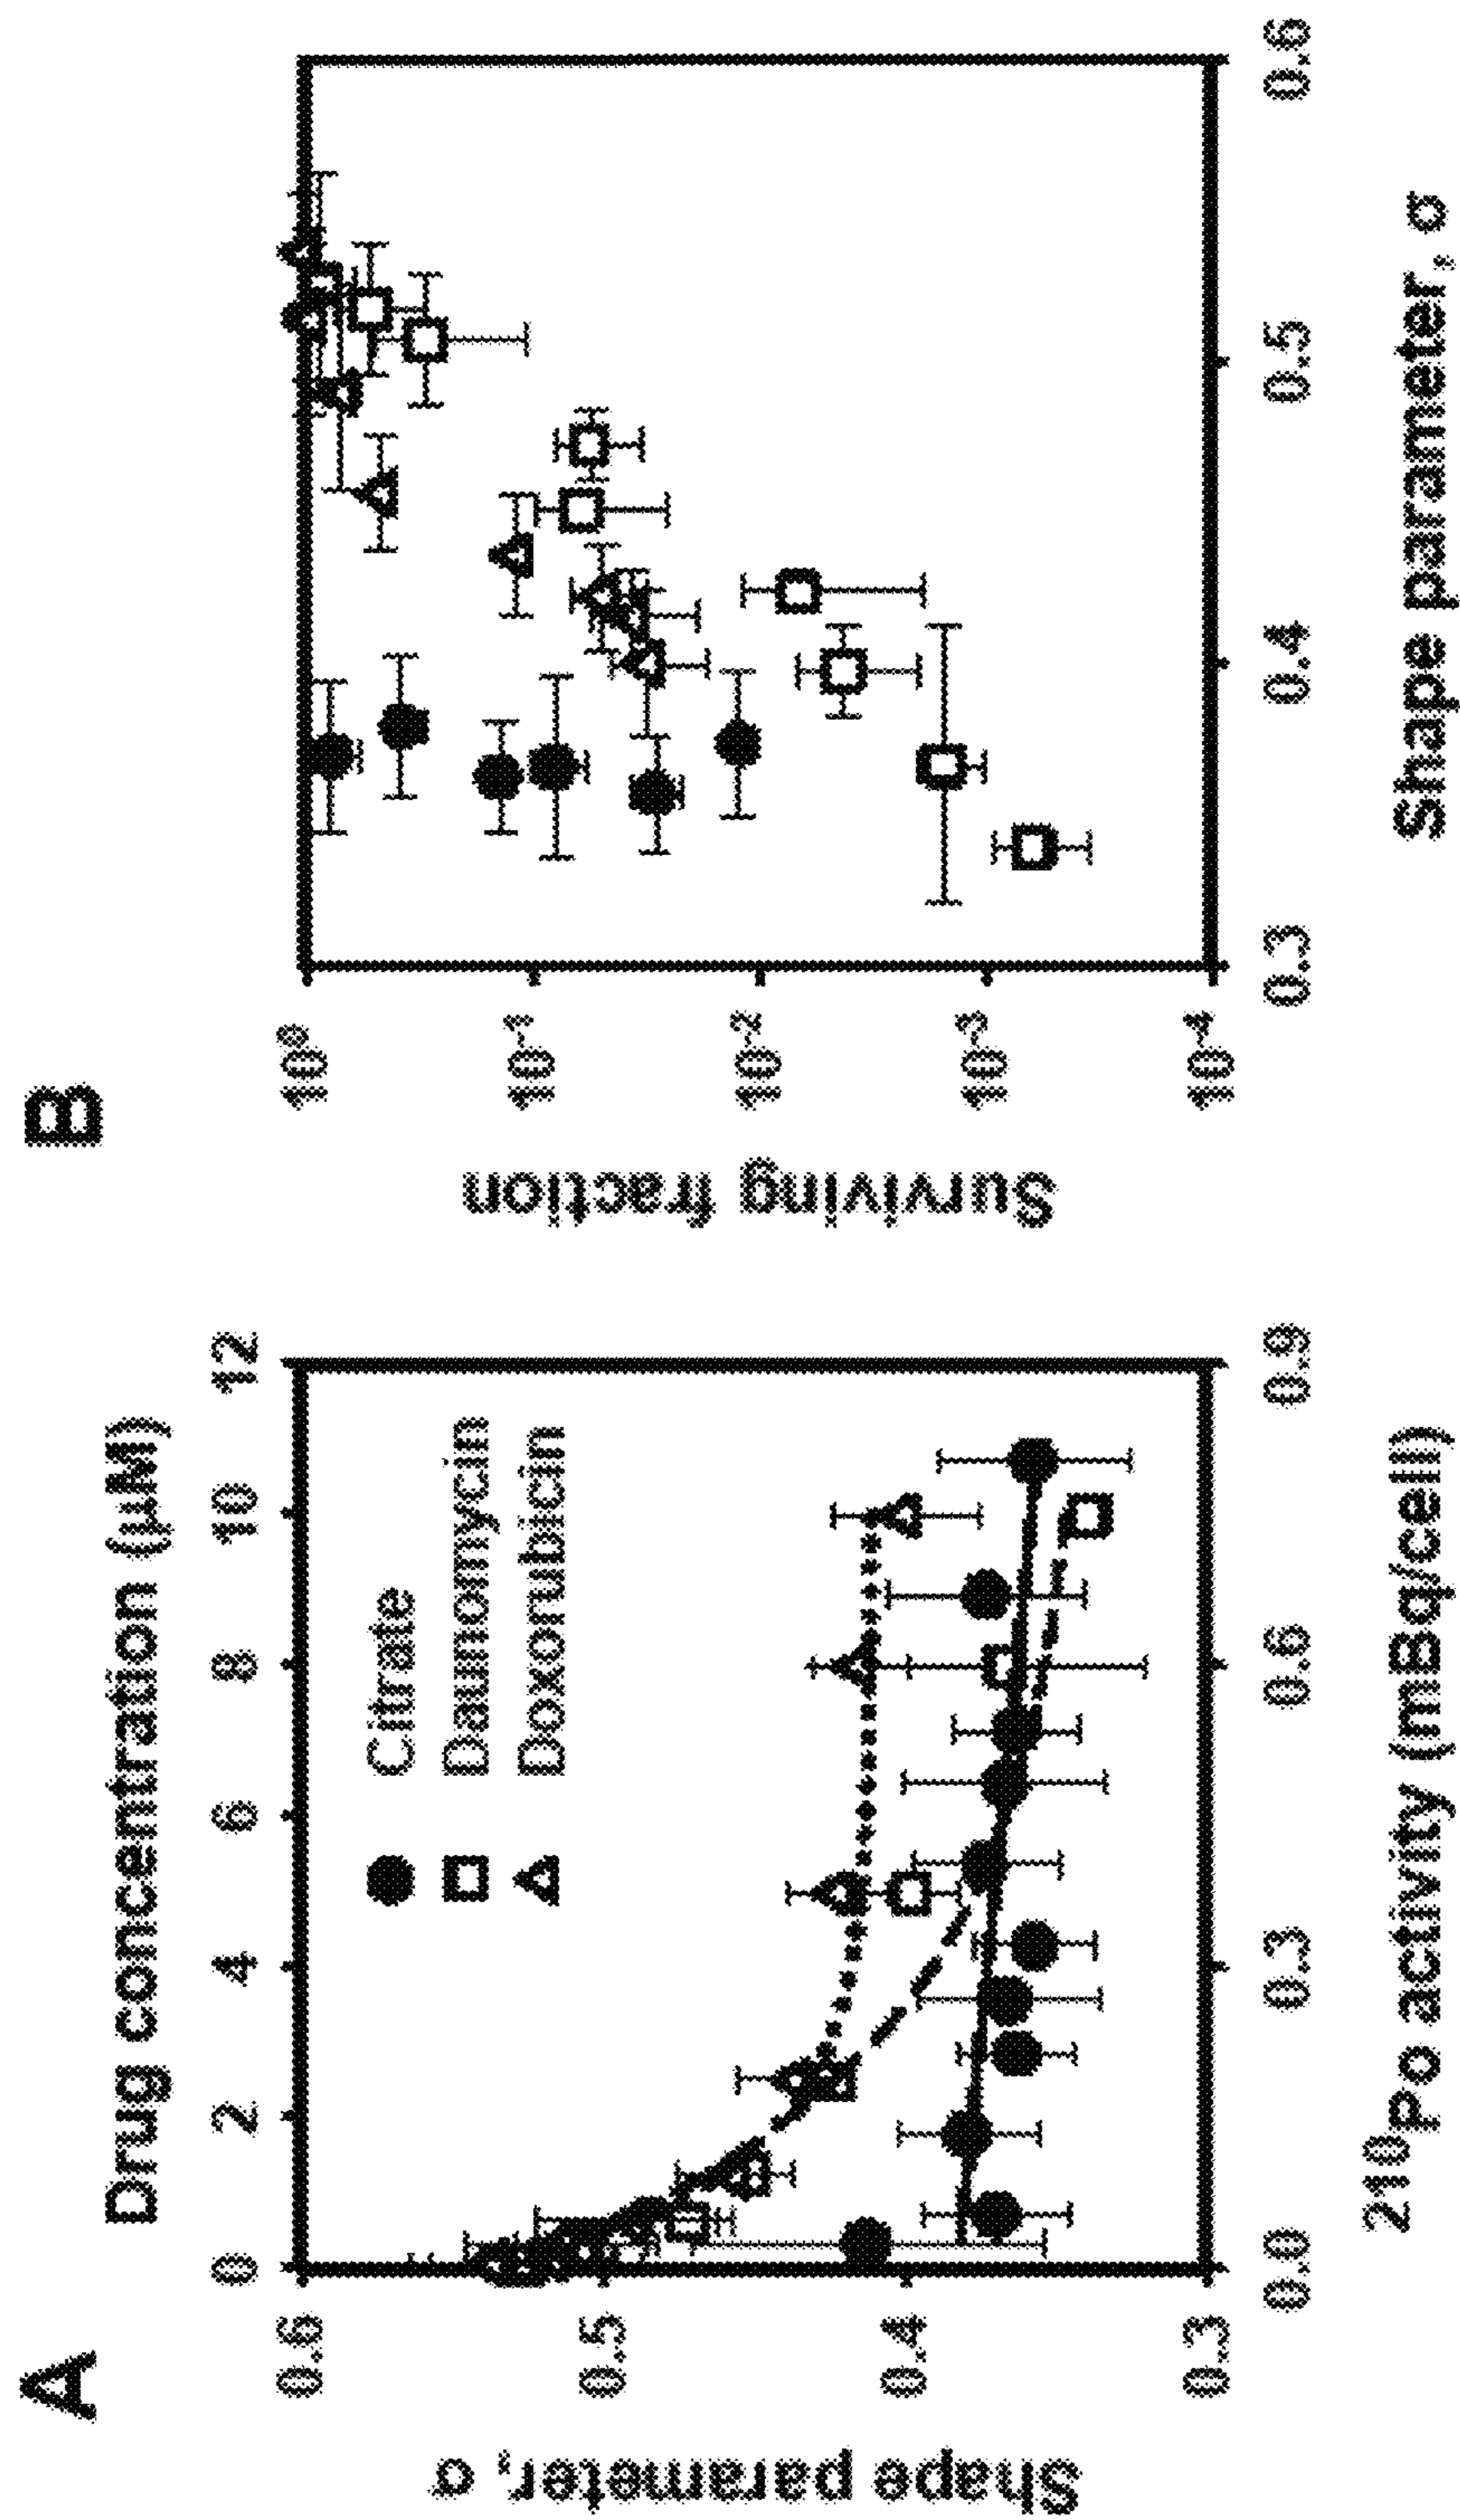 A
Drug concentration (µM)
0 2 4 6 8 10 12
Shape parameter, σ
0.6
0.5
0.4
0.3
Citrate
Daunomycin
Doxorubicin
0.0 0.3 0.6 0.9
²¹⁰Po activity (mBq/cell)
B
Surviving fraction
10⁰
10⁻¹
10⁻²
10⁻³
10⁻⁴
0.3 0.4 0.5 0.6
Shape parameter, σ